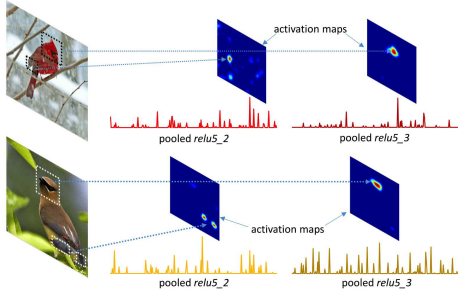 activation maps
pooled relu5_2
pooled relu5_3
activation maps
pooled relu5_2
pooled relu5_3